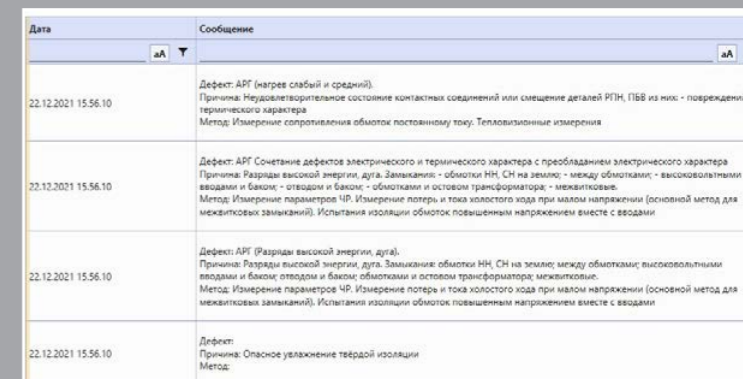 Дата
Сообщение
aA
aA
22.12.2021 15.56.10
Дефект: АРГ (нагрев слабый и средний).
Причина: Неудовлетворительное состояние контактных соединений или смещение деталей РПН, ПБВ из них: - повреждения
термического характера
Метод: Измерение сопротивления обмоток постоянному току. Тепловизионные измерения
22.12.2021 15.56.10
Дефект: АРГ Сочетание дефектов электрического и термического характера с преобладанием электрического характера
Причина: Разряды высокой энергии, дуга. Замыкания: - обмотки НН, СН на землю; - между обмотками; - высоковольтными
вводами и баком; - отводом и баком; - обмотками и остовом трансформатора; - межвитковые.
Метод: Измерение параметров ЧР. Измерение потерь и тока холостого хода при малом напряжении (основной метод для
межвитковых замыканий). Испытания изоляции обмоток повышенным напряжением вместе с вводами
22.12.2021 15.56.10
Дефект: АРГ (Разряды высокой энергии, дуга).
Причина: Разряды высокой энергии, дуга. Замыкания: обмотки НН, СН на землю; между обмотками; высоковольтными
вводами и баком; отводом и баком; обмотками и остовом трансформатора; межвитковые.
Метод: Измерение параметров ЧР. Измерение потерь и тока холостого хода при малом напряжении (основной метод для
межвитковых замыканий). Испытания изоляции обмоток повышенным напряжением вместе с вводами
22.12.2021 15.56.10
Дефект:
Причина: Опасное увлажнение твёрдой изоляции
Метод: